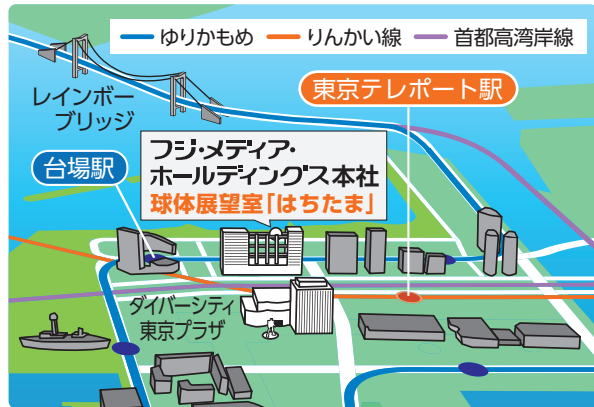 ゆりかもめ
りんかい線
首都高湾岸線
レインボー
ブリッジ
東京テレポート駅
台場駅
フジ・メディア・
ホールディングス本社
球体展望室「はちたま」
ダイバーシティ
東京プラザ